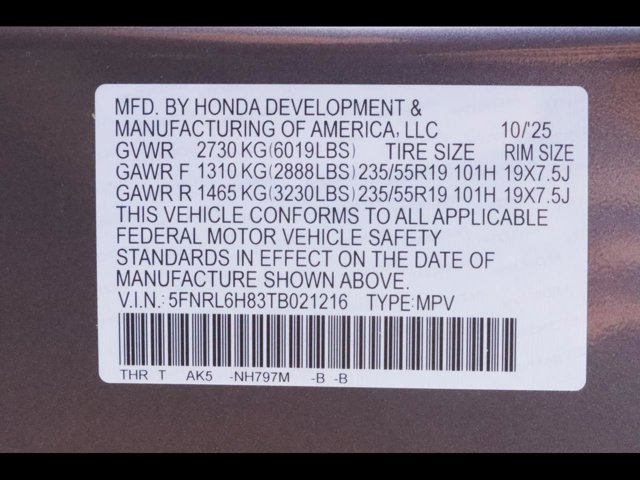 MFD. BY HONDA DEVELOPMENT &
MANUFACTURING OF AMERICA, LLC 10/'25
GVWR 2730 KG(6019LBS) TIRE SIZE RIM SIZE
GAWR F 1310 KG(2888LBS) 235/55R19 101H 19X7.5J
GAWR R 1465 KG(3230LBS) 235/55R19 101H 19X7.5J
THIS VEHICLE CONFORMS TO ALL APPLICABLE
FEDERAL MOTOR VEHICLE SAFETY
STANDARDS IN EFFECT ON THE DATE OF
MANUFACTURE SHOWN ABOVE.
V.I.N.: 5FNRL6H83TB021216 TYPE:MPV
THR T AK5 -NH797M -B -B